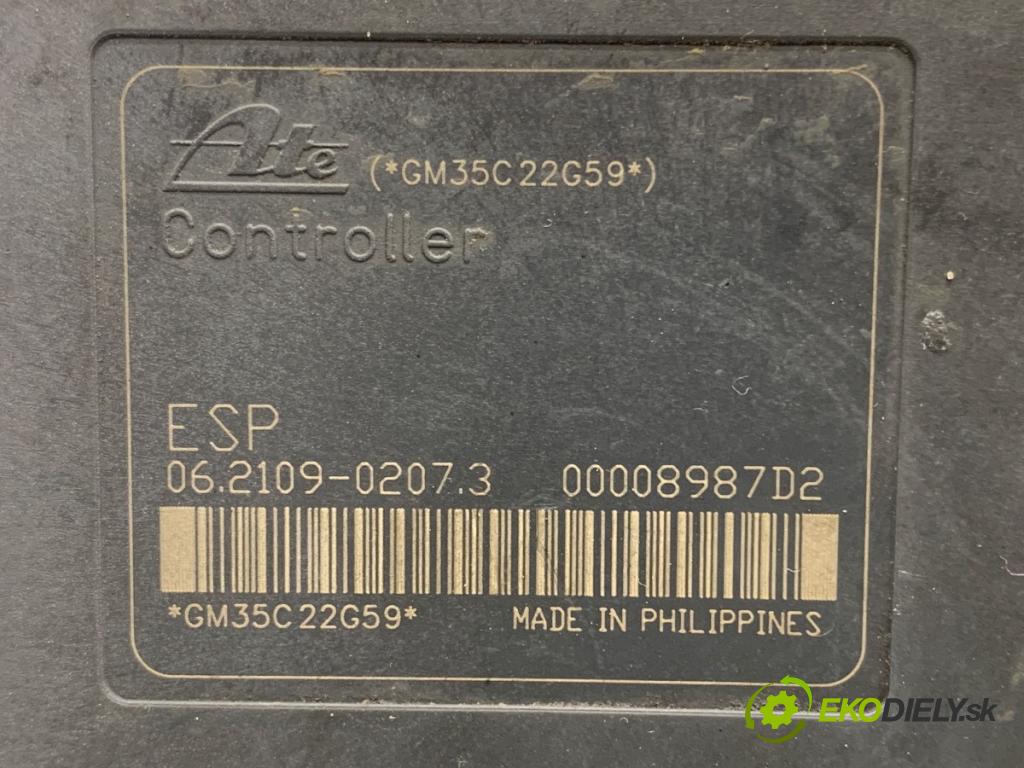 Ate (*GM35C22G59*)
Controller
ESP
06.2109-0207.3 00008987D2
*GM35C22G59* MADE IN PHILIPPINES
EKODIELY.sk